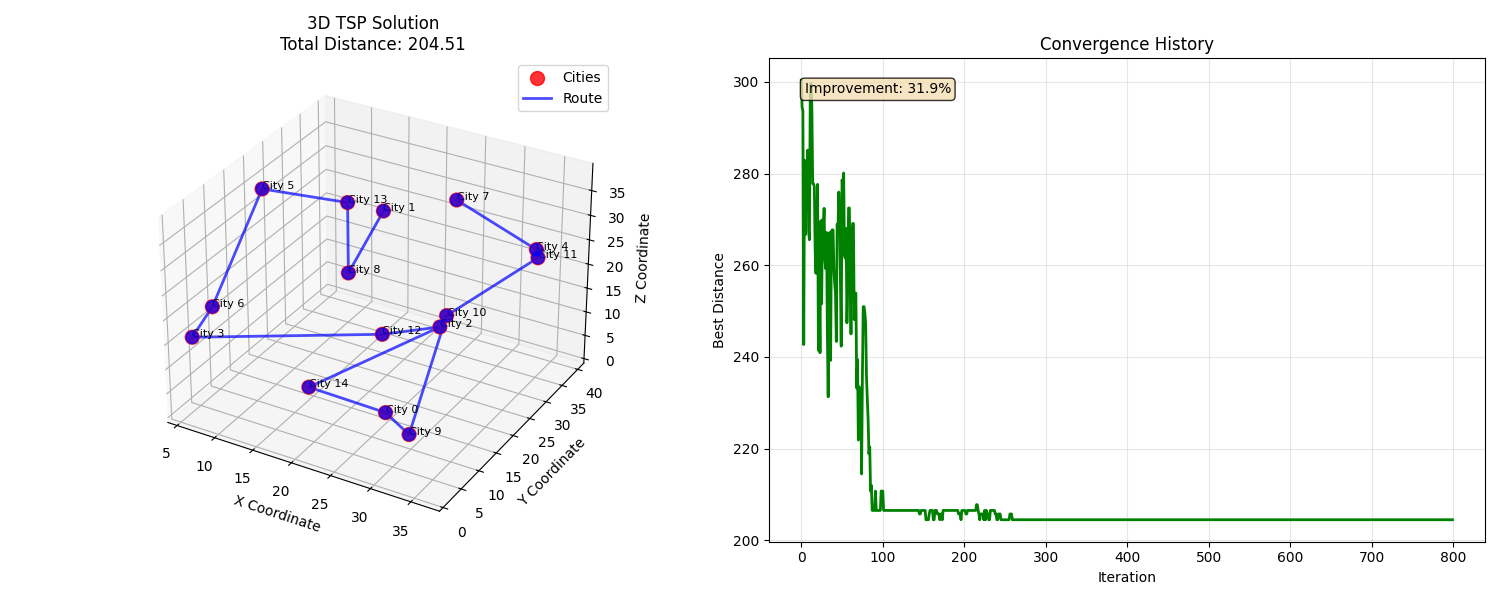 3D TSP Solution
Total Distance: 204.51
Cities
Route
City 5
City 13
City 1
City 7
City 4
City 11
City 8
City 6
City 3
City 10
City 2
City 12
City 14
City 0
City 9
35
30
25
20
15
10
5
0
Z Coordinate
5
10
15
20
25
30
35
X Coordinate
0
5
10
15
20
25
30
35
40
Y Coordinate
Convergence History
Improvement: 31.9%
300
280
260
240
220
200
Best Distance
0
100
200
300
400
500
600
700
800
Iteration